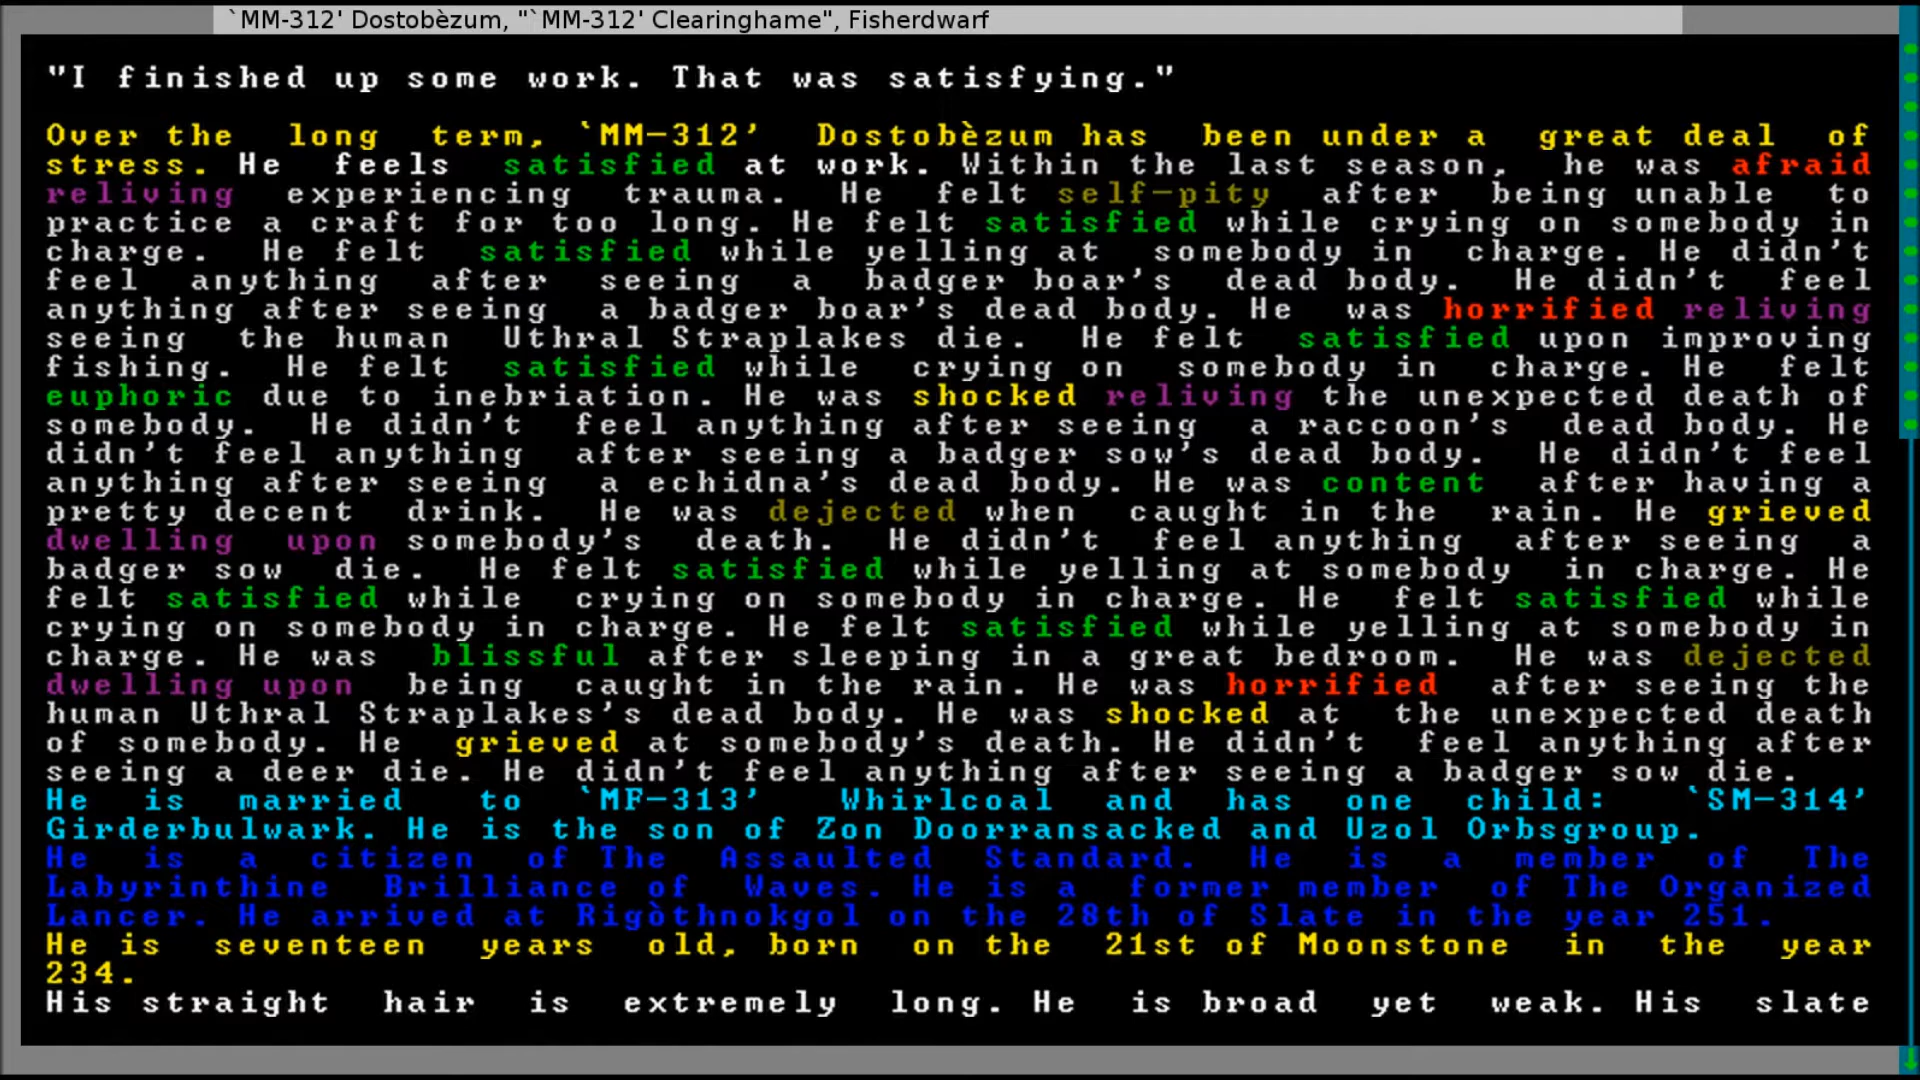 `MM-312' Dostobèzum, "`MM-312' Clearinghame", Fisherdwarf
"I finished up some work. That was satisfying."
Over the long term, `MM-312' Dostobèzum has been under a great deal of
stress. He feels satisfied at work. Within the last season, he was afraid
reliving experiencing trauma. He felt self-pity after being unable to
practice a craft for too long. He felt satisfied while crying on somebody in
charge. He felt satisfied while yelling at somebody in charge. He didn't
feel anything after seeing a badger boar's dead body. He didn't feel
anything after seeing a badger boar's dead body. He was horrified reliving
seeing the human Uthral Straplakes die. He felt satisfied upon improving
fishing. He felt satisfied while crying on somebody in charge. He felt
euphoric due to inebriation. He was shocked reliving the unexpected death of
somebody. He didn't feel anything after seeing a raccoon's dead body. He
didn't feel anything after seeing a badger sow's dead body. He didn't feel
anything after seeing a echidna's dead body. He was content after having a
pretty decent drink. He was dejected when caught in the rain. He grieved
dwelling upon somebody's death. He didn't feel anything after seeing a
badger sow die. He felt satisfied while yelling at somebody in charge. He
felt satisfied while crying on somebody in charge. He felt satisfied while
crying on somebody in charge. He felt satisfied while yelling at somebody in
charge. He was blissful after sleeping in a great bedroom. He was dejected
dwelling upon being caught in the rain. He was horrified after seeing the
human Uthral Straplakes's dead body. He was shocked at the unexpected death
of somebody. He grieved at somebody's death. He didn't feel anything after
seeing a deer die. He didn't feel anything after seeing a badger sow die.
He is married to `MF-313' Whirlcoal and has one child: `SM-314'
Girderbulwark. He is the son of Zon Doorransacked and Uzol Orbsgroup.
He is a citizen of The Assaulted Standard. He is a member of The
Labyrinthine Brilliance of Waves. He is a former member of The Organized
Lancer. He arrived at Rigòthnokgol on the 28th of Slate in the year 251.
He is seventeen years old, born on the 21st of Moonstone in the year
234.
His straight hair is extremely long. He is broad yet weak. His slate